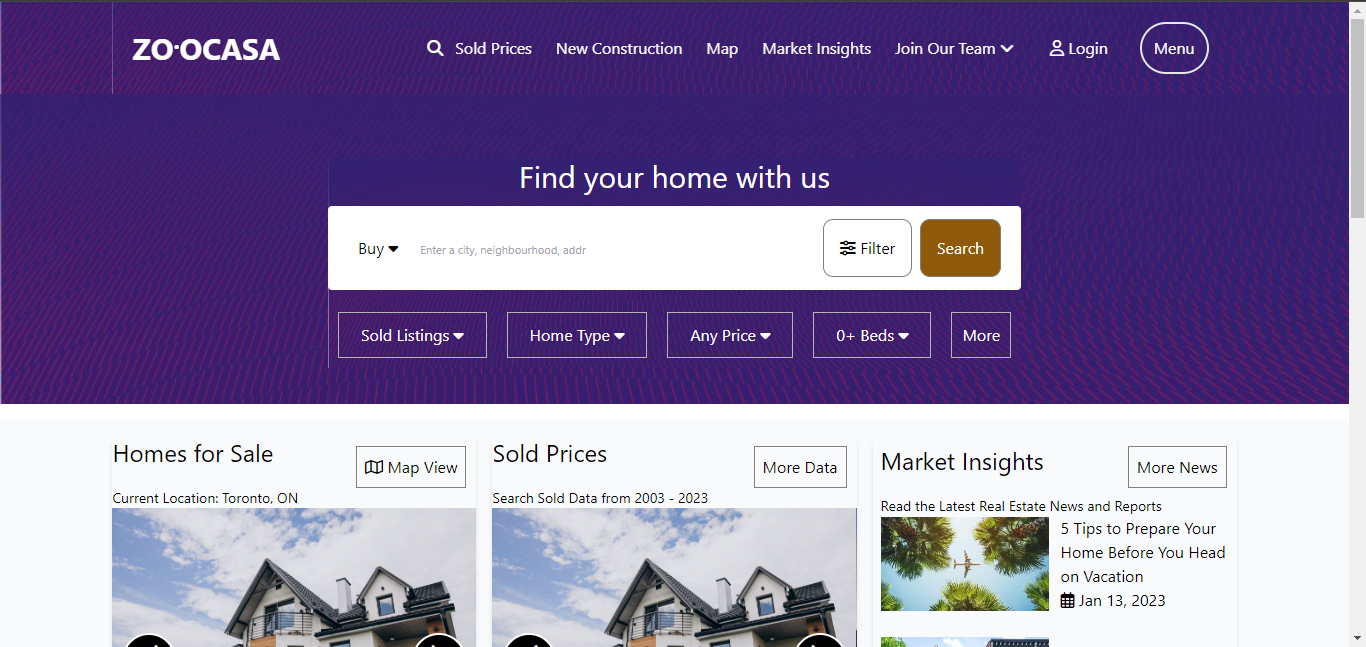 ZO·OCASA
Sold Prices
New Construction
Map
Market Insights
Join Our Team
Login
Menu
Find your home with us
Buy
Enter a city, neighbourhood, addr
Filter
Search
Sold Listings
Home Type
Any Price
0+ Beds
More
Homes for Sale
Map View
Current Location: Toronto, ON
Sold Prices
More Data
Search Sold Data from 2003 - 2023
Market Insights
More News
Read the Latest Real Estate News and Reports
5 Tips to Prepare Your
Home Before You Head
on Vacation
Jan 13, 2023